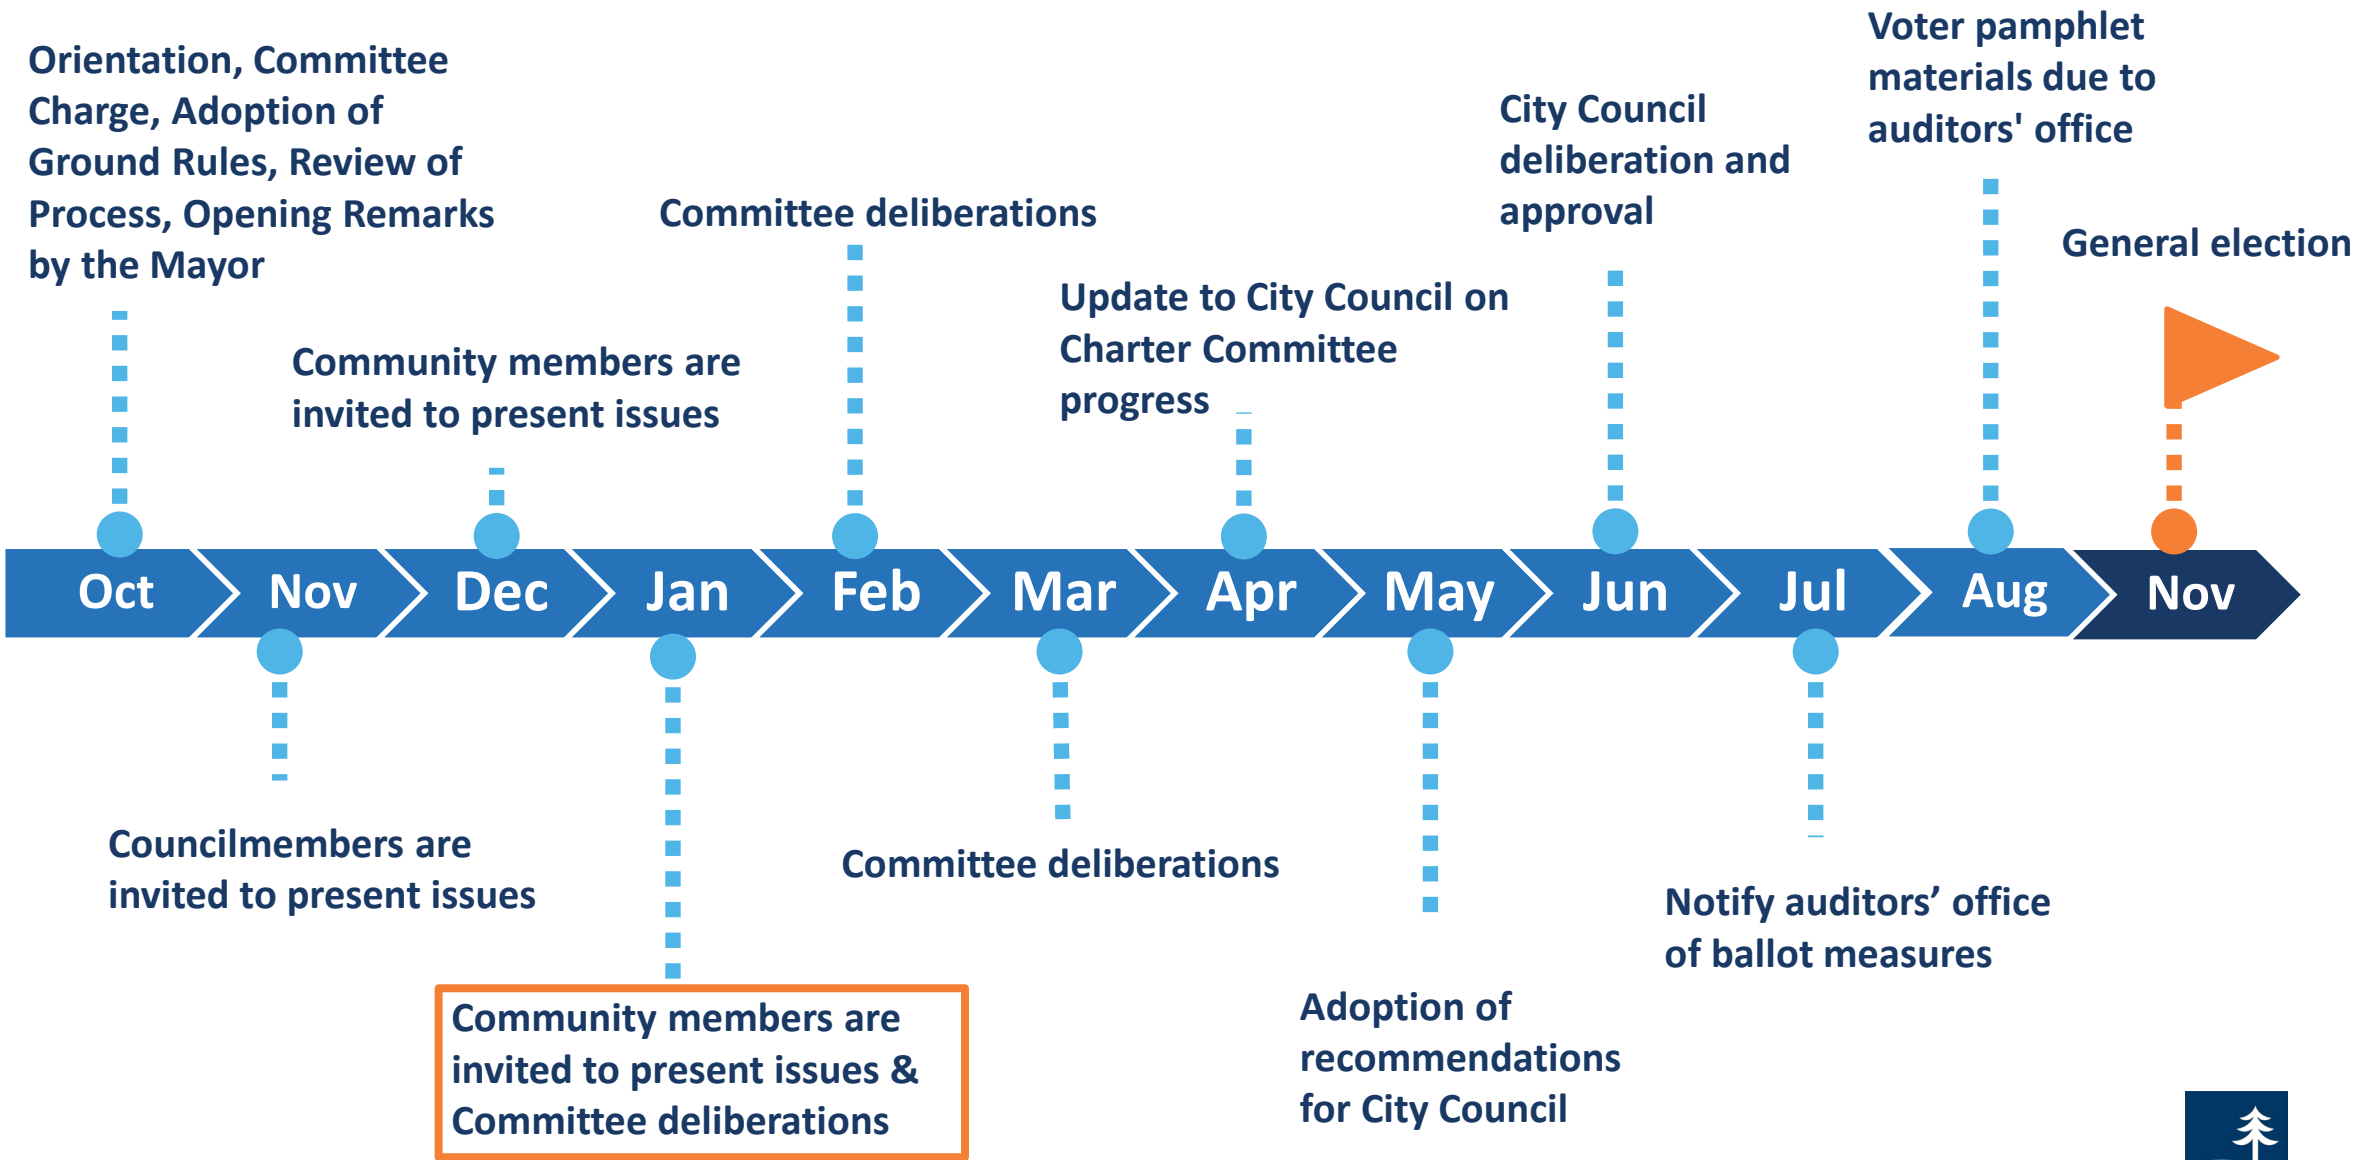 Orientation, Committee
Charge, Adoption of
Ground Rules, Review of
Process, Opening Remarks
by the Mayor
Community members are
invited to present issues
Committee deliberations
Update to City Council on
Charter Committee
progress
City Council
deliberation and
approval
Voter pamphlet
materials due to
auditors' office
General election
Oct
Nov
Dec
Jan
Feb
Mar
Apr
May
Jun
Jul
Aug
Nov
Councilmembers are
invited to present issues
Community members are
invited to present issues &
Committee deliberations
Committee deliberations
Adoption of
recommendations
for City Council
Notify auditors’ office
of ballot measures